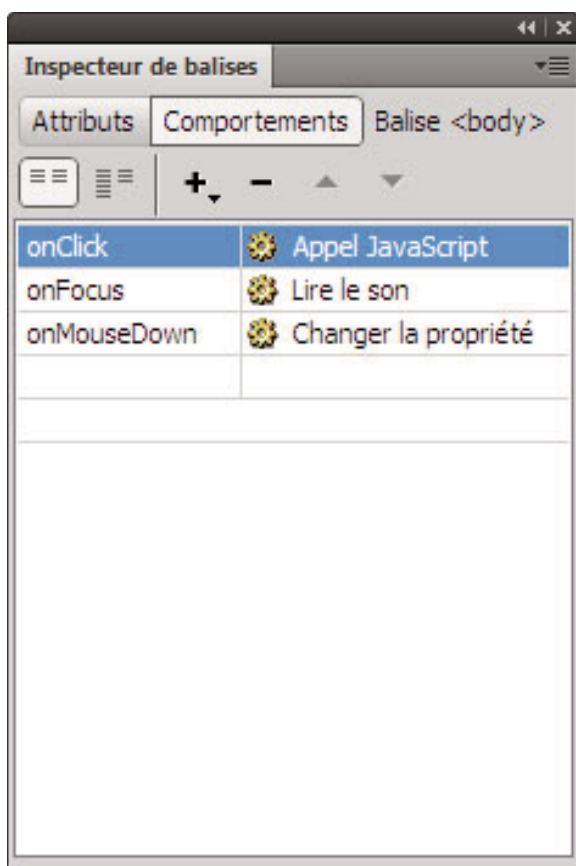 Inspecteur de balises
Attributs Comportements Balise <body>
onClick Appel JavaScript
onFocus Lire le son
onMouseDown Changer la propriété